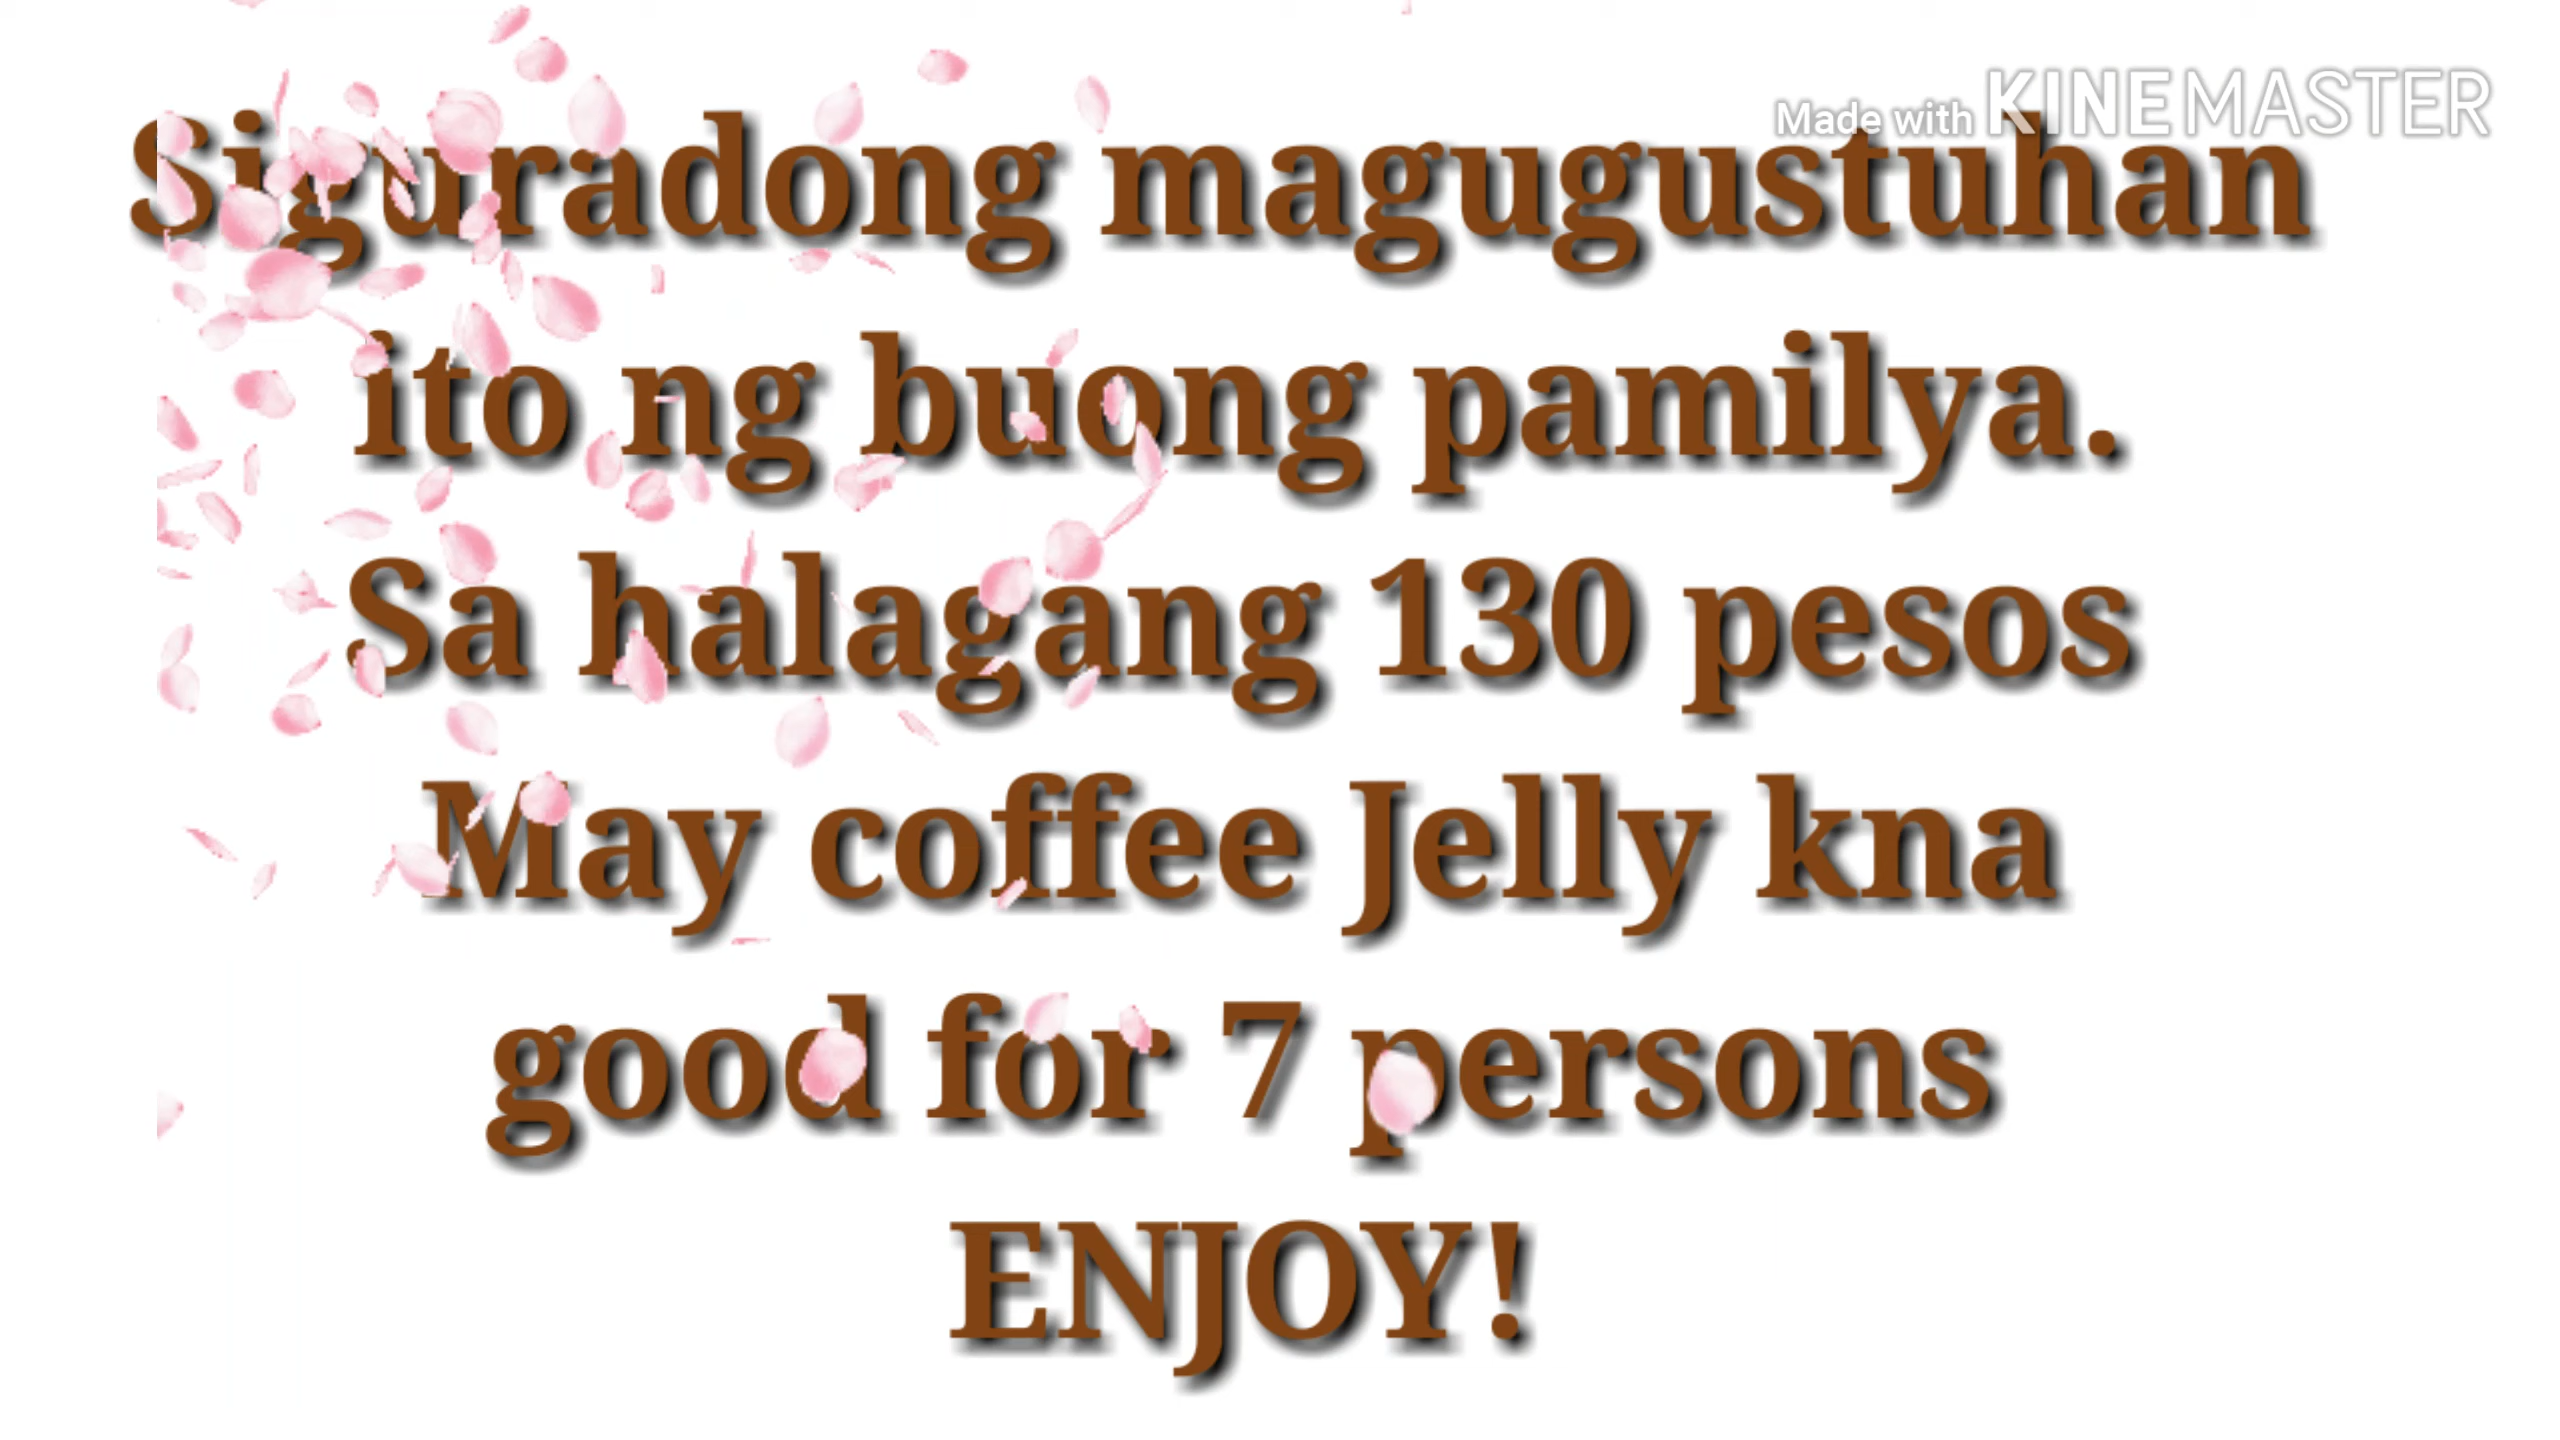 Made with KINEMASTER
Siguradong magugustuhan
ito ng buong pamilya.
Sa halagang 130 pesos
May coffee Jelly kna
good for 7 persons
ENJOY!